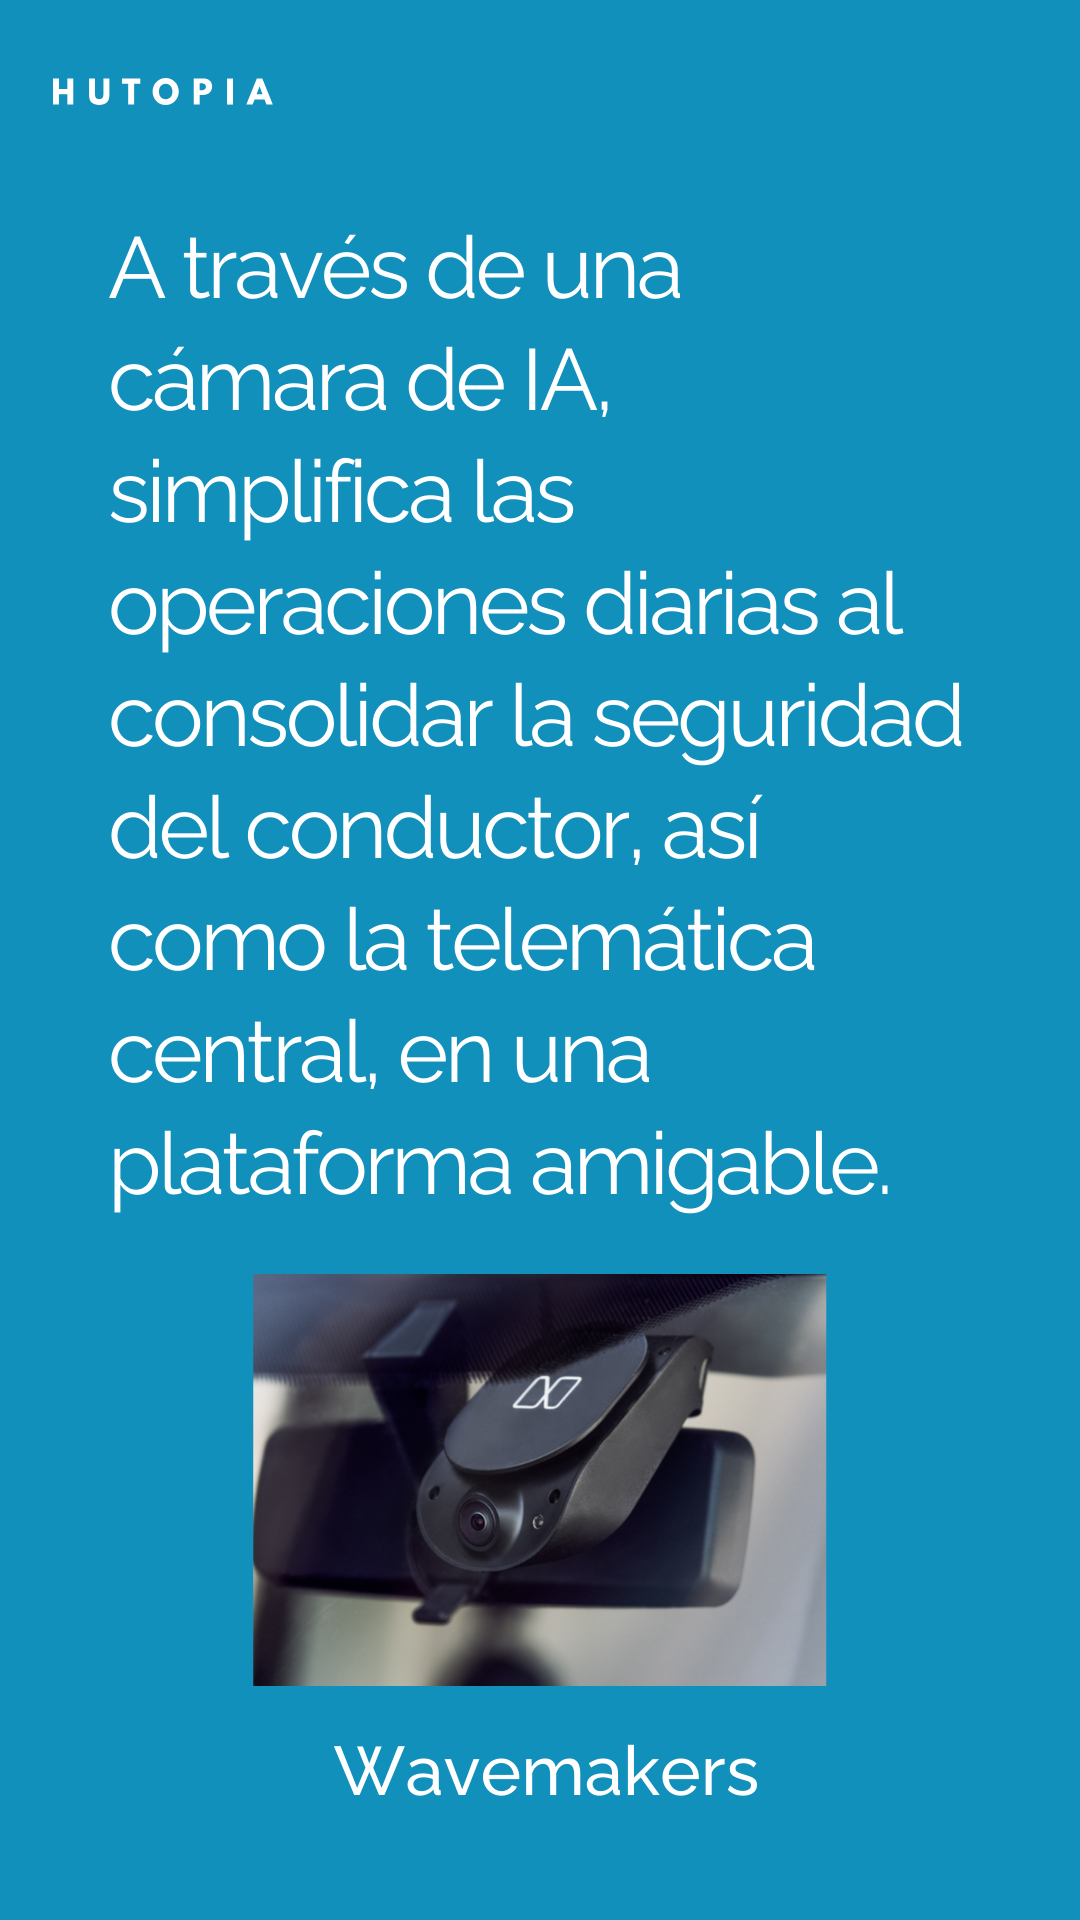 HUTOPIA
A través de una
cámara de IA,
simplifica las
operaciones diarias al
consolidar la seguridad
del conductor, así
como la telemática
central, en una
plataforma amigable.
Wavemakers